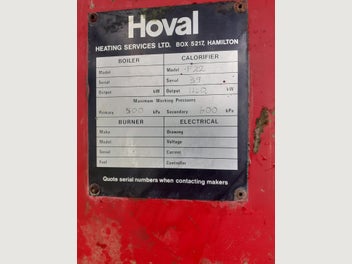 Hoval
HEATING SERVICES LTD. BOX 5217, HAMILTON
BOILER CALORIFIER
Model Model
Serial Serial 39
Output kW Output kW
Maximum Working Pressures
Primary 500 kPa Secondary kPa
BURNER ELECTRICAL
Make Drawing
Model Voltage
Serial Current
Fuel Controller
Quote serial numbers when contacting makers